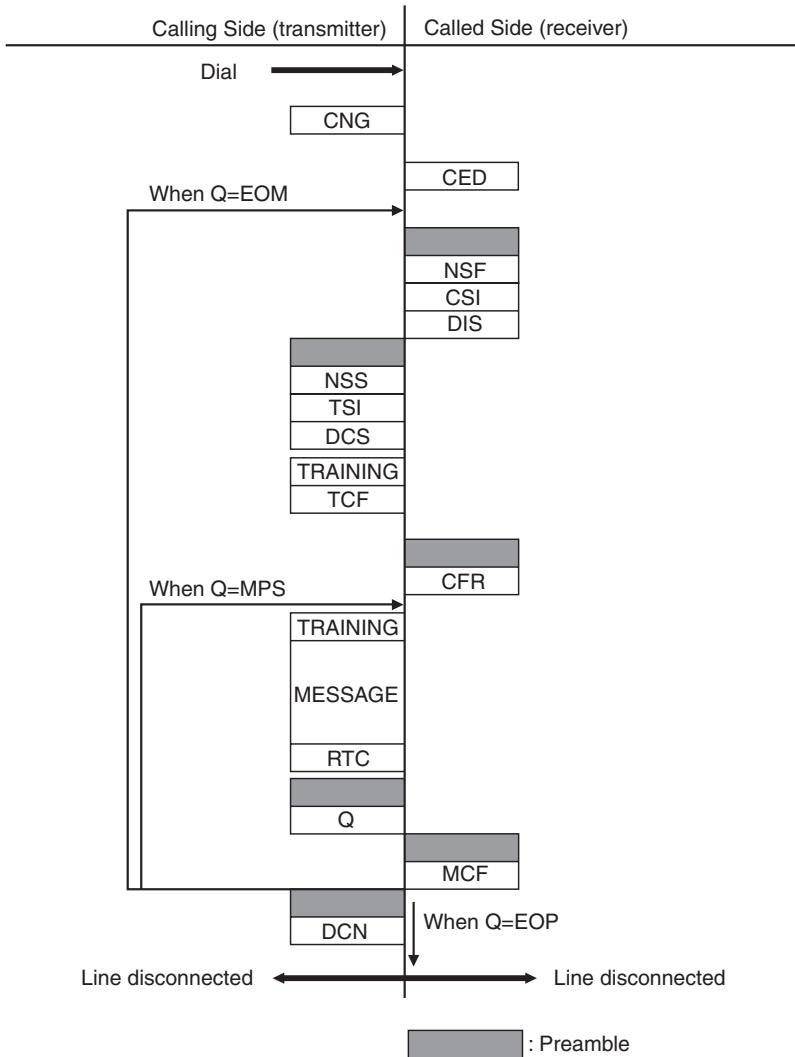 Calling Side (transmitter) Called Side (receiver)
Dial
CNG
CED
When Q=EOM
NSF
CSI
DIS
NSS
TSI
DCS
TRAINING
TCF
CFR
When Q=MPS
TRAINING
MESSAGE
RTC
Q
MCF
When Q=EOP
DCN
Line disconnected Line disconnected
: Preamble